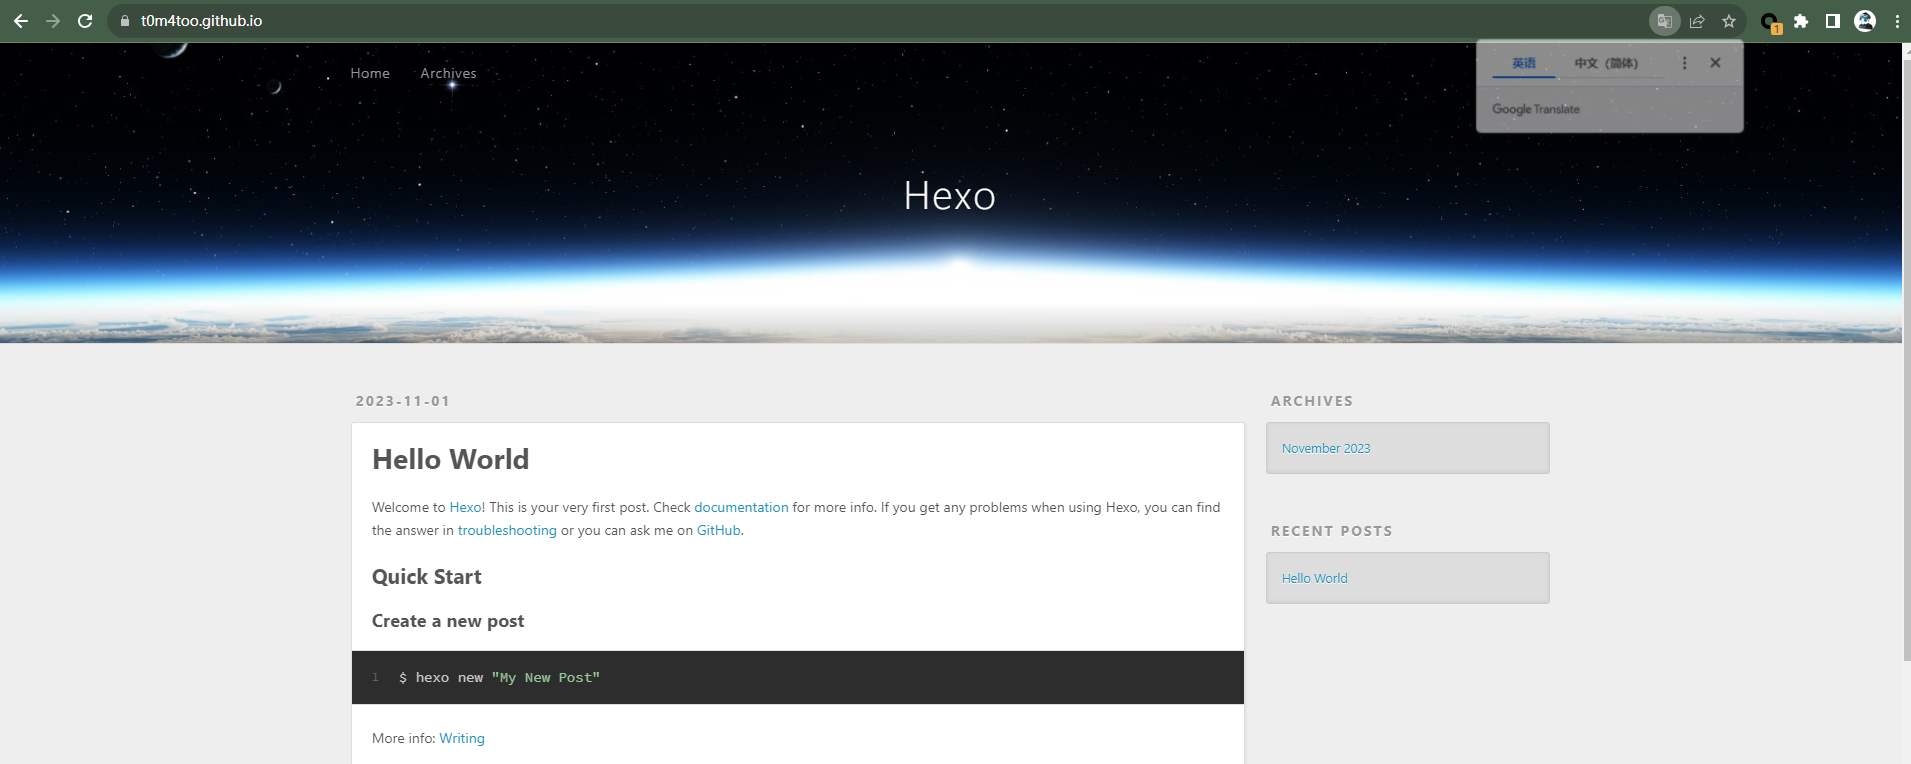 t0m4too.github.io
1
英语 中文（简体）
Google Translate
Home Archives
Hexo
2023-11-01
Hello World
Welcome to Hexo! This is your very first post. Check documentation for more info. If you get any problems when using Hexo, you can find
the answer in troubleshooting or you can ask me on GitHub.
Quick Start
Create a new post
1 $ hexo new "My New Post"
More info: Writing
ARCHIVES
November 2023
RECENT POSTS
Hello World